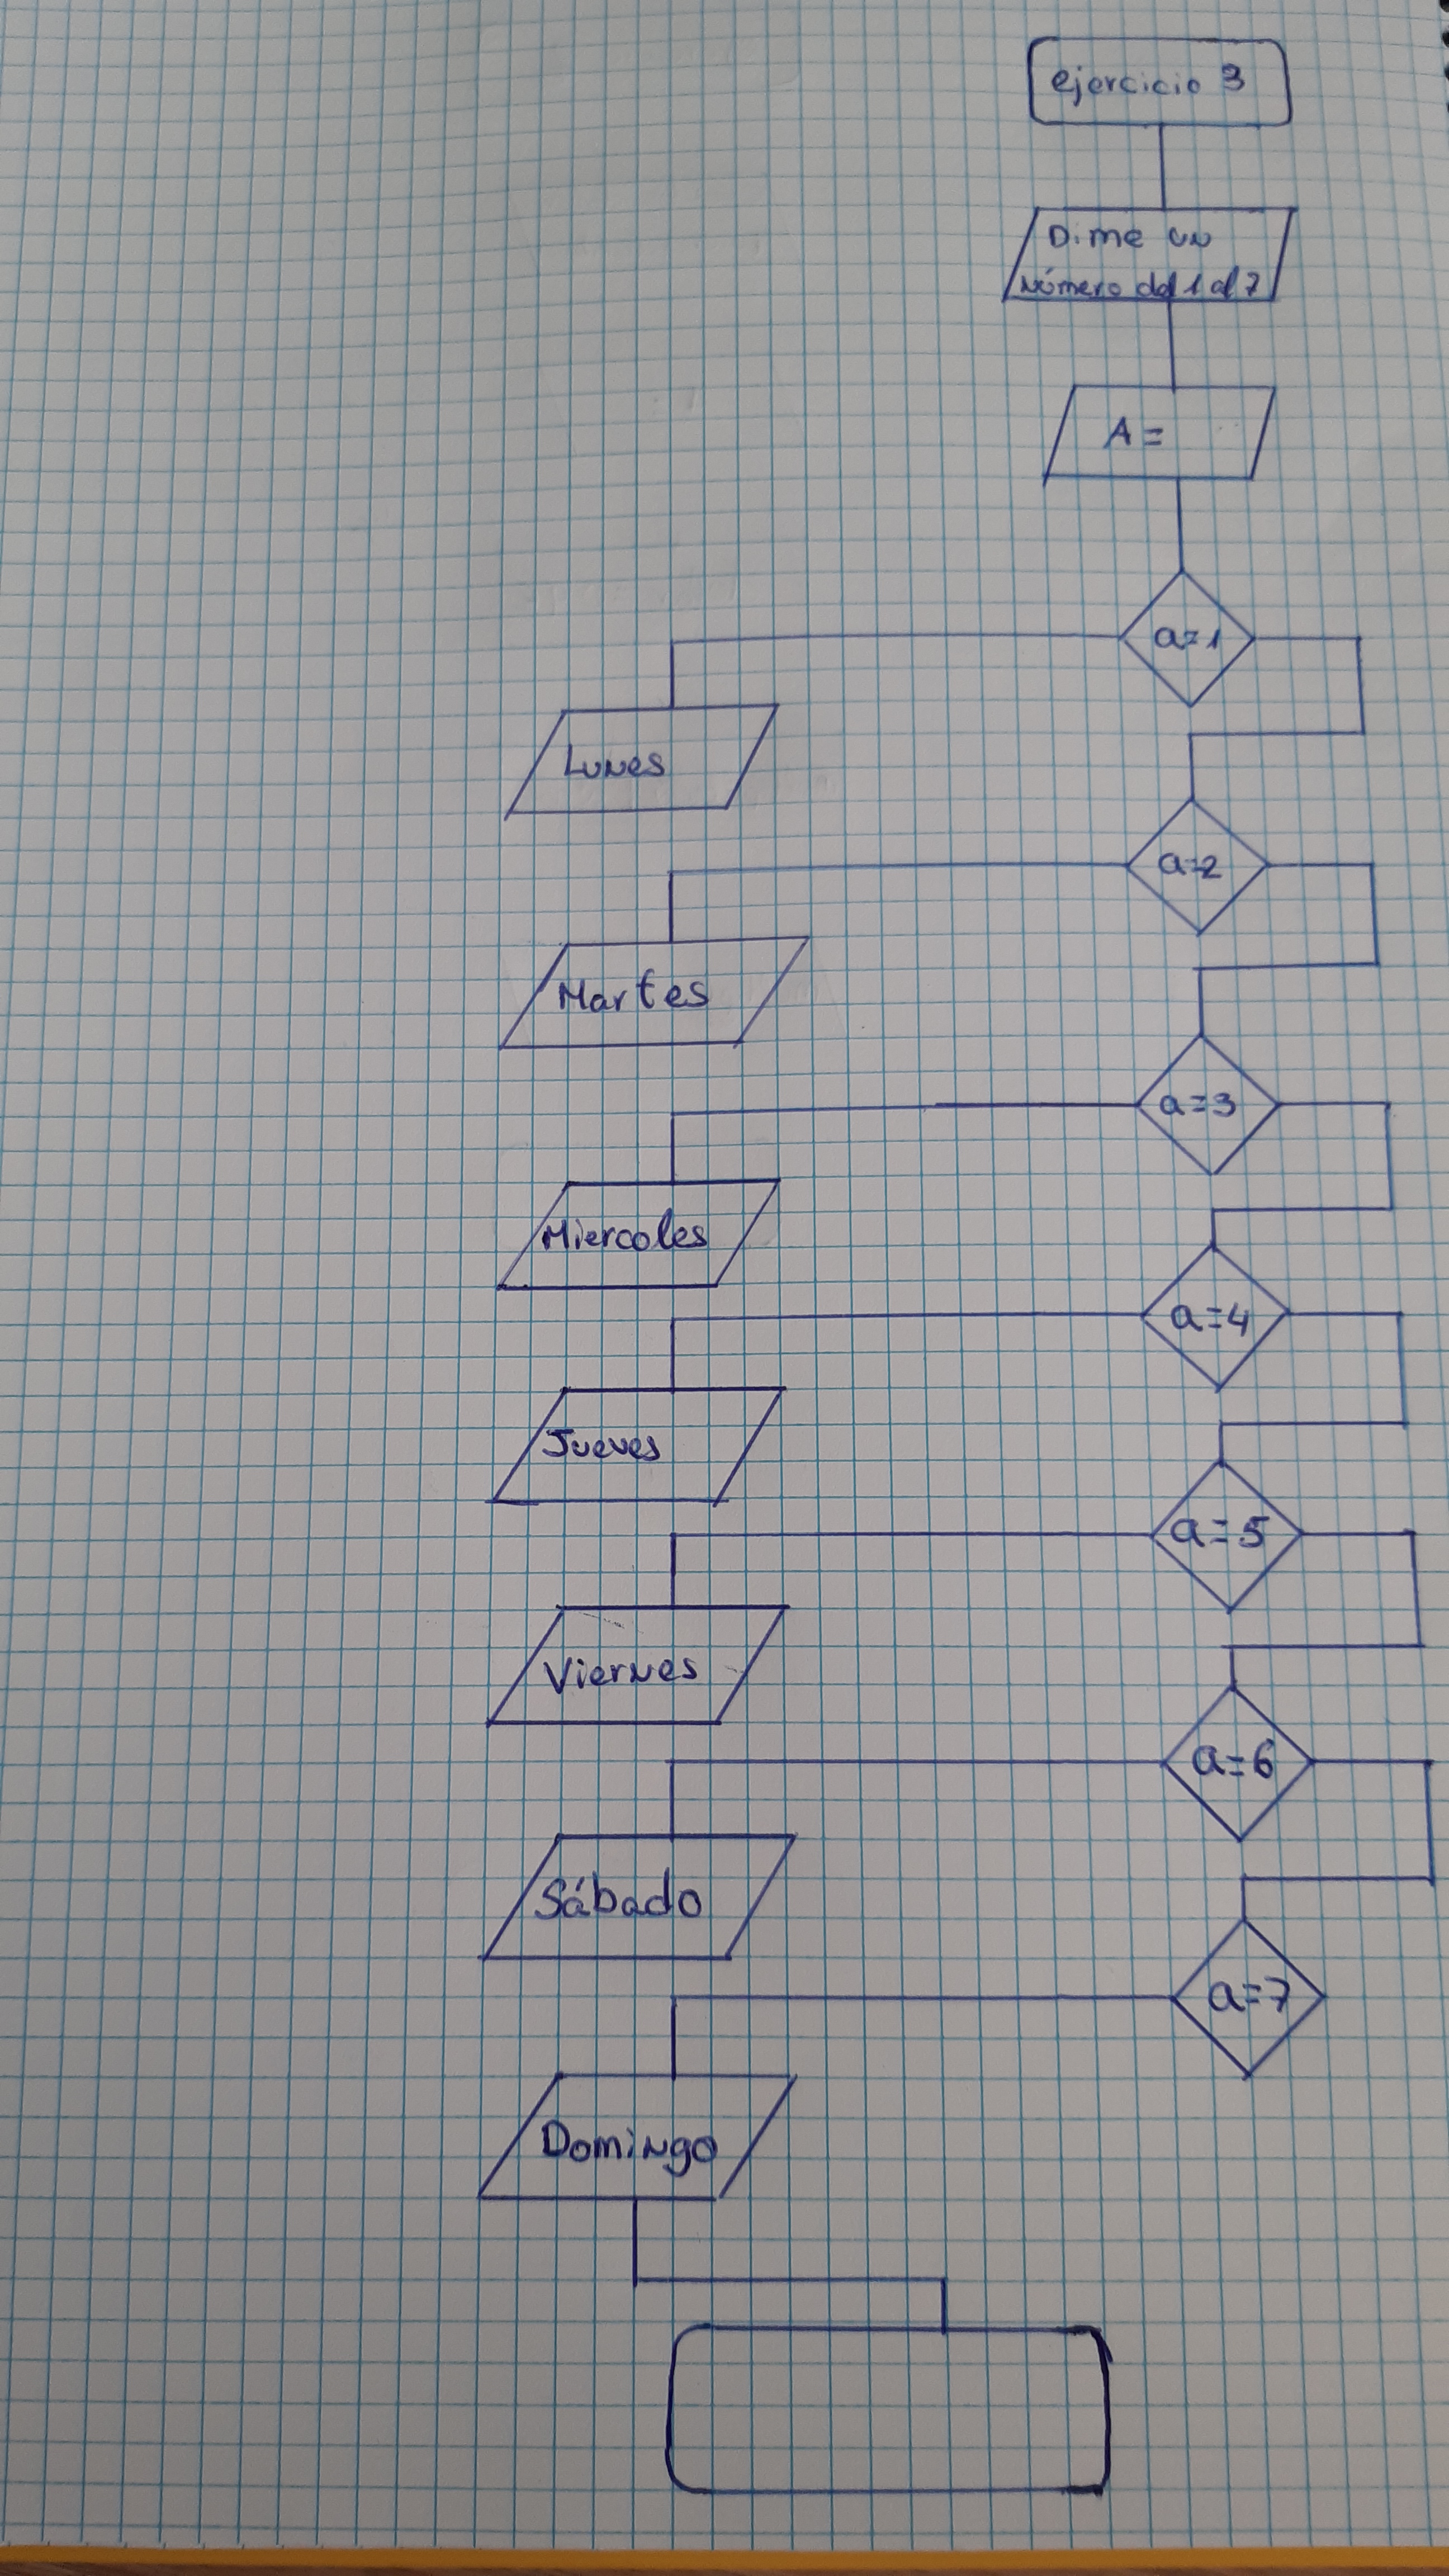 ejercicio 3
Dime un
número del 1 al 7
A =
a=1
Lunes
a=2
Martes
a=3
Miercoles
a=4
Jueves
a=5
Viernes
a=6
Sábado
a=7
Domingo